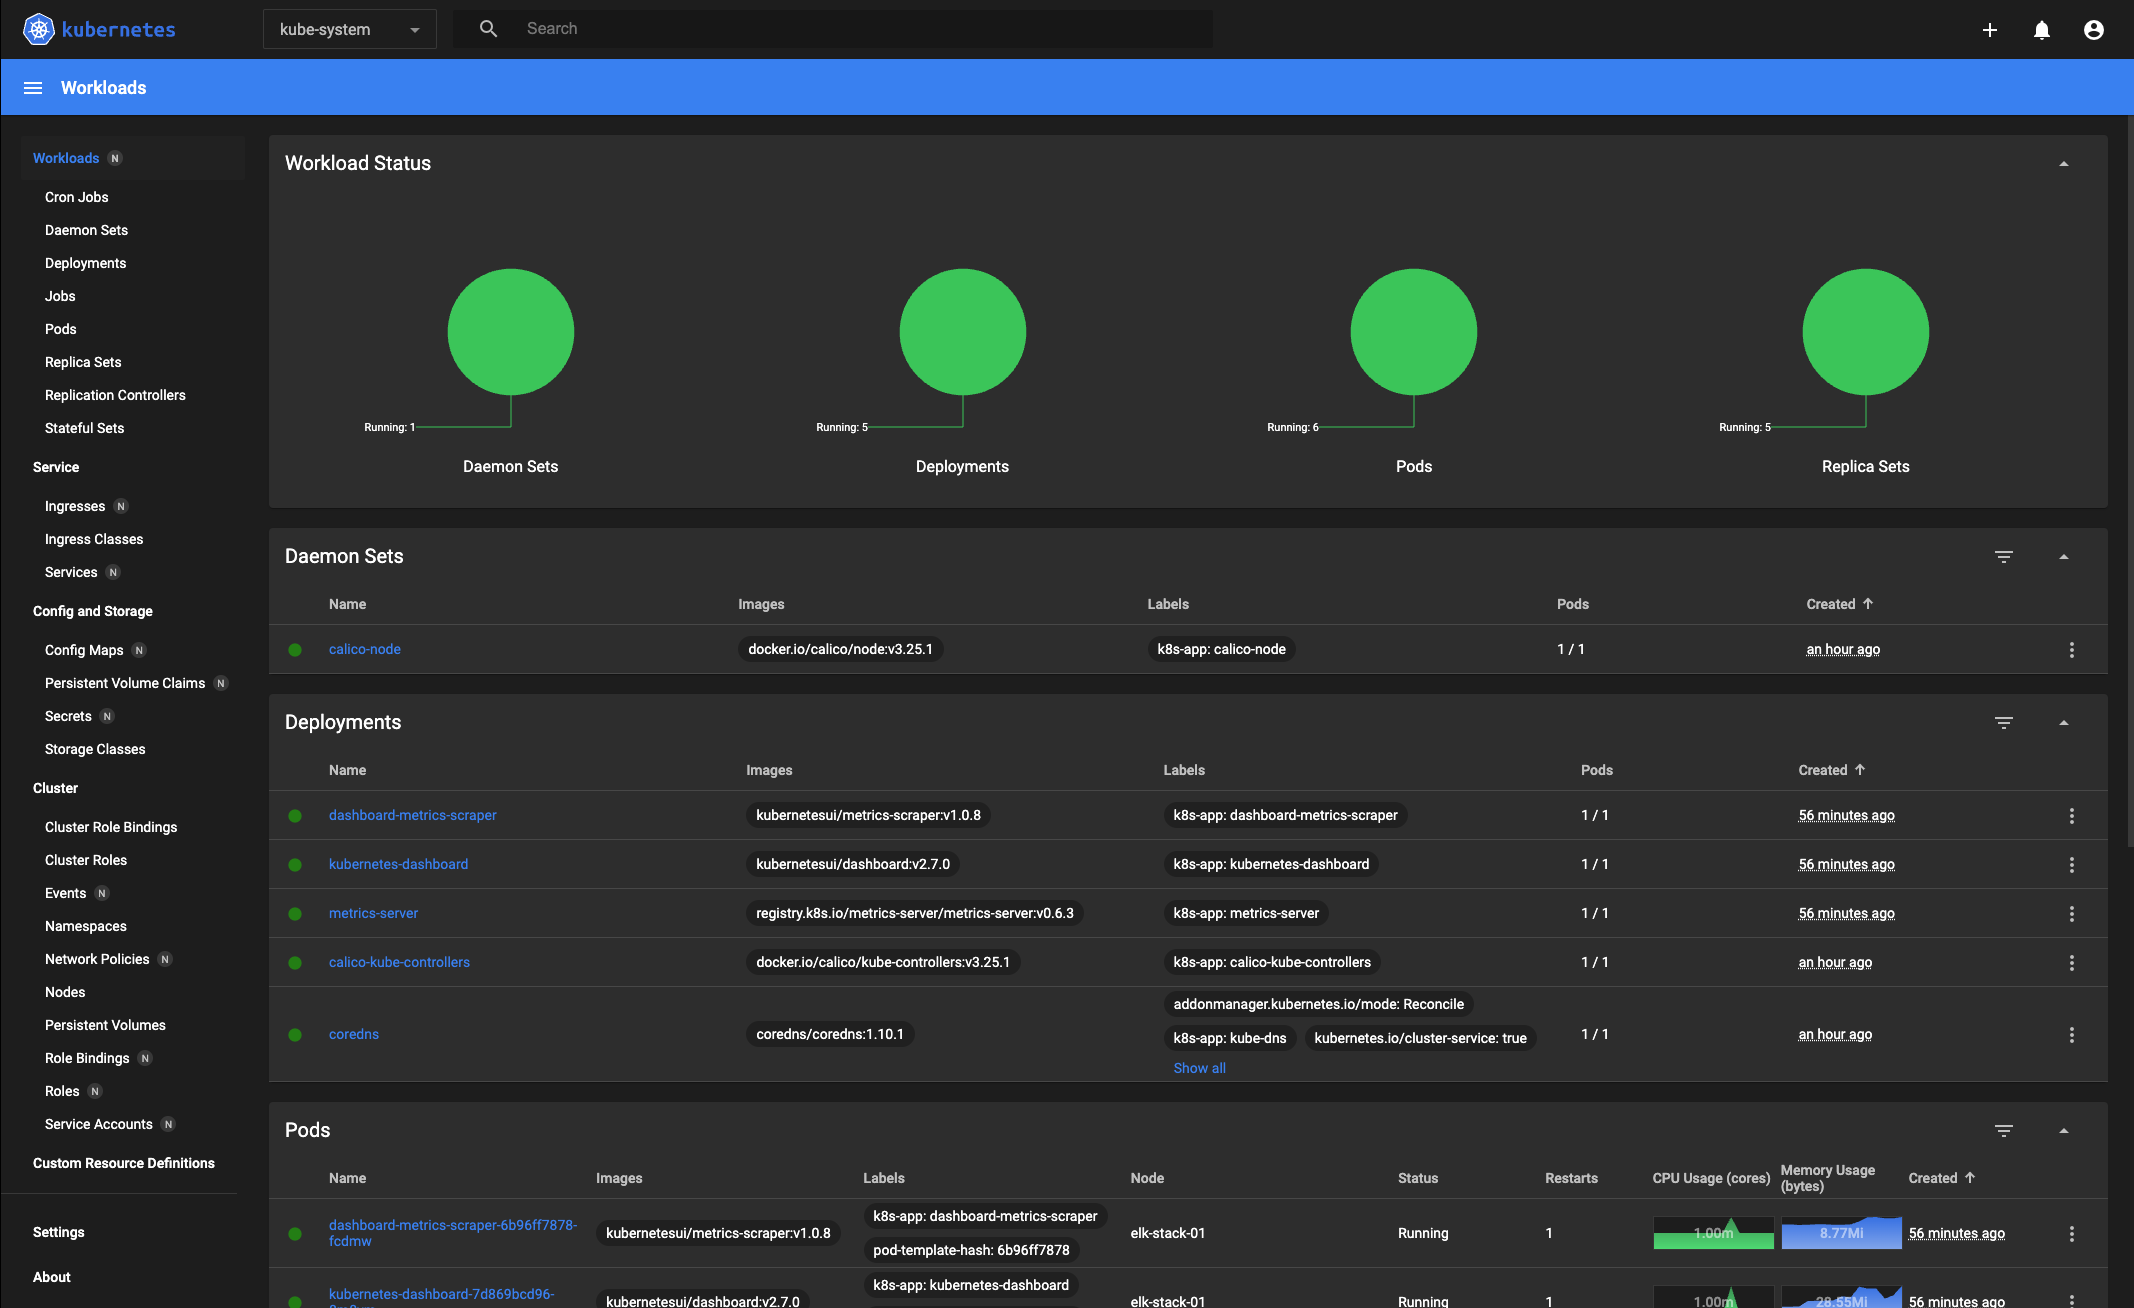 kubernetes
kube-system
Search
Workloads
Workloads N
Cron Jobs
Daemon Sets
Deployments
Jobs
Pods
Replica Sets
Replication Controllers
Stateful Sets
Service
Ingresses N
Ingress Classes
Services N
Config and Storage
Config Maps N
Persistent Volume Claims N
Secrets N
Storage Classes
Cluster
Cluster Role Bindings
Cluster Roles
Events N
Namespaces
Network Policies N
Nodes
Persistent Volumes
Role Bindings N
Roles N
Service Accounts N
Custom Resource Definitions
Settings
About
Workload Status
Running: 1
Running: 5
Running: 6
Running: 5
Daemon Sets
Deployments
Pods
Replica Sets
Daemon Sets
Name Images Labels Pods Created
calico-node docker.io/calico/node:v3.25.1 k8s-app: calico-node 1 / 1 an hour ago
Deployments
Name Images Labels Pods Created
dashboard-metrics-scraper kubernetesui/metrics-scraper:v1.0.8 k8s-app: dashboard-metrics-scraper 1 / 1 56 minutes ago
kubernetes-dashboard kubernetesui/dashboard:v2.7.0 k8s-app: kubernetes-dashboard 1 / 1 56 minutes ago
metrics-server registry.k8s.io/metrics-server/metrics-server:v0.6.3 k8s-app: metrics-server 1 / 1 56 minutes ago
calico-kube-controllers docker.io/calico/kube-controllers:v3.25.1 k8s-app: calico-kube-controllers 1 / 1 an hour ago
addonmanager.kubernetes.io/mode: Reconcile
coredns coredns/coredns:1.10.1 k8s-app: kube-dns kubernetes.io/cluster-service: true 1 / 1 an hour ago
Show all
Pods
Name Images Labels Node Status Restarts CPU Usage (cores) Memory Usage (bytes) Created
k8s-app: dashboard-metrics-scraper
dashboard-metrics-scraper-6b96ff7878-fcdmw kubernetesui/metrics-scraper:v1.0.8 elk-stack-01 Running 1 1.00m 8.77Mi 56 minutes ago
pod-template-hash: 6b96ff7878
k8s-app: kubernetes-dashboard
kubernetes-dashboard-7d869bcd96- kubernetesui/dashboard:v2.7.0 elk-stack-01 Running 1 1.00m 28.55Mi 56 minutes ago